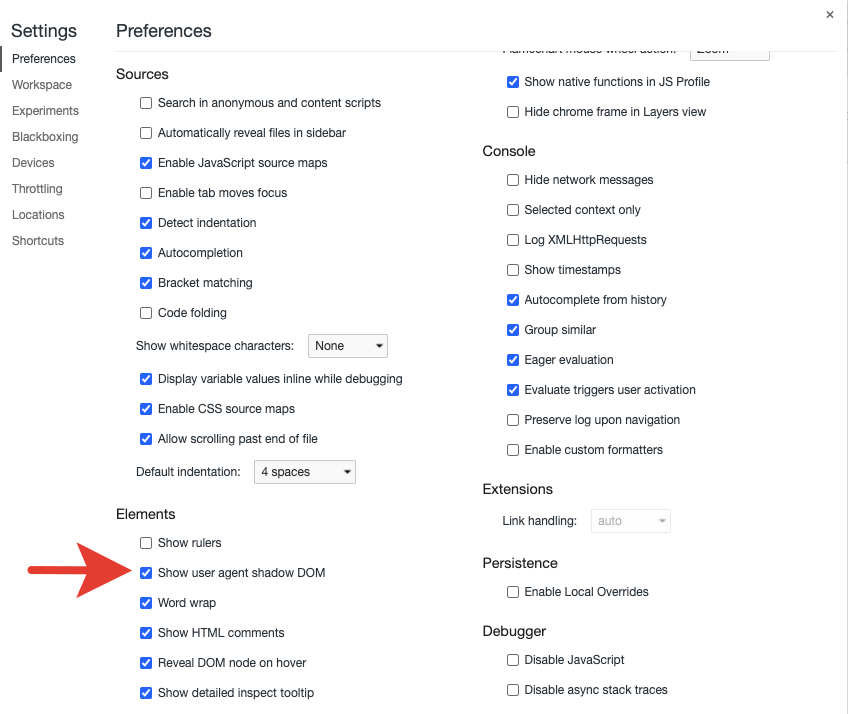 Settings
Preferences
Workspace
Experiments
Blackboxing
Devices
Throttling
Locations
Shortcuts
Preferences
×
Sources
Search in anonymous and content scripts
Automatically reveal files in sidebar
Enable JavaScript source maps
Enable tab moves focus
Detect indentation
Autocompletion
Bracket matching
Code folding
Show whitespace characters: None
Display variable values inline while debugging
Enable CSS source maps
Allow scrolling past end of file
Default indentation: 4 spaces
Elements
Show rulers
Show user agent shadow DOM
Word wrap
Show HTML comments
Reveal DOM node on hover
Show detailed inspect tooltip
Show native functions in JS Profile
Hide chrome frame in Layers view
Console
Hide network messages
Selected context only
Log XMLHttpRequests
Show timestamps
Autocomplete from history
Group similar
Eager evaluation
Evaluate triggers user activation
Preserve log upon navigation
Enable custom formatters
Extensions
Link handling: auto
Persistence
Enable Local Overrides
Debugger
Disable JavaScript
Disable async stack traces